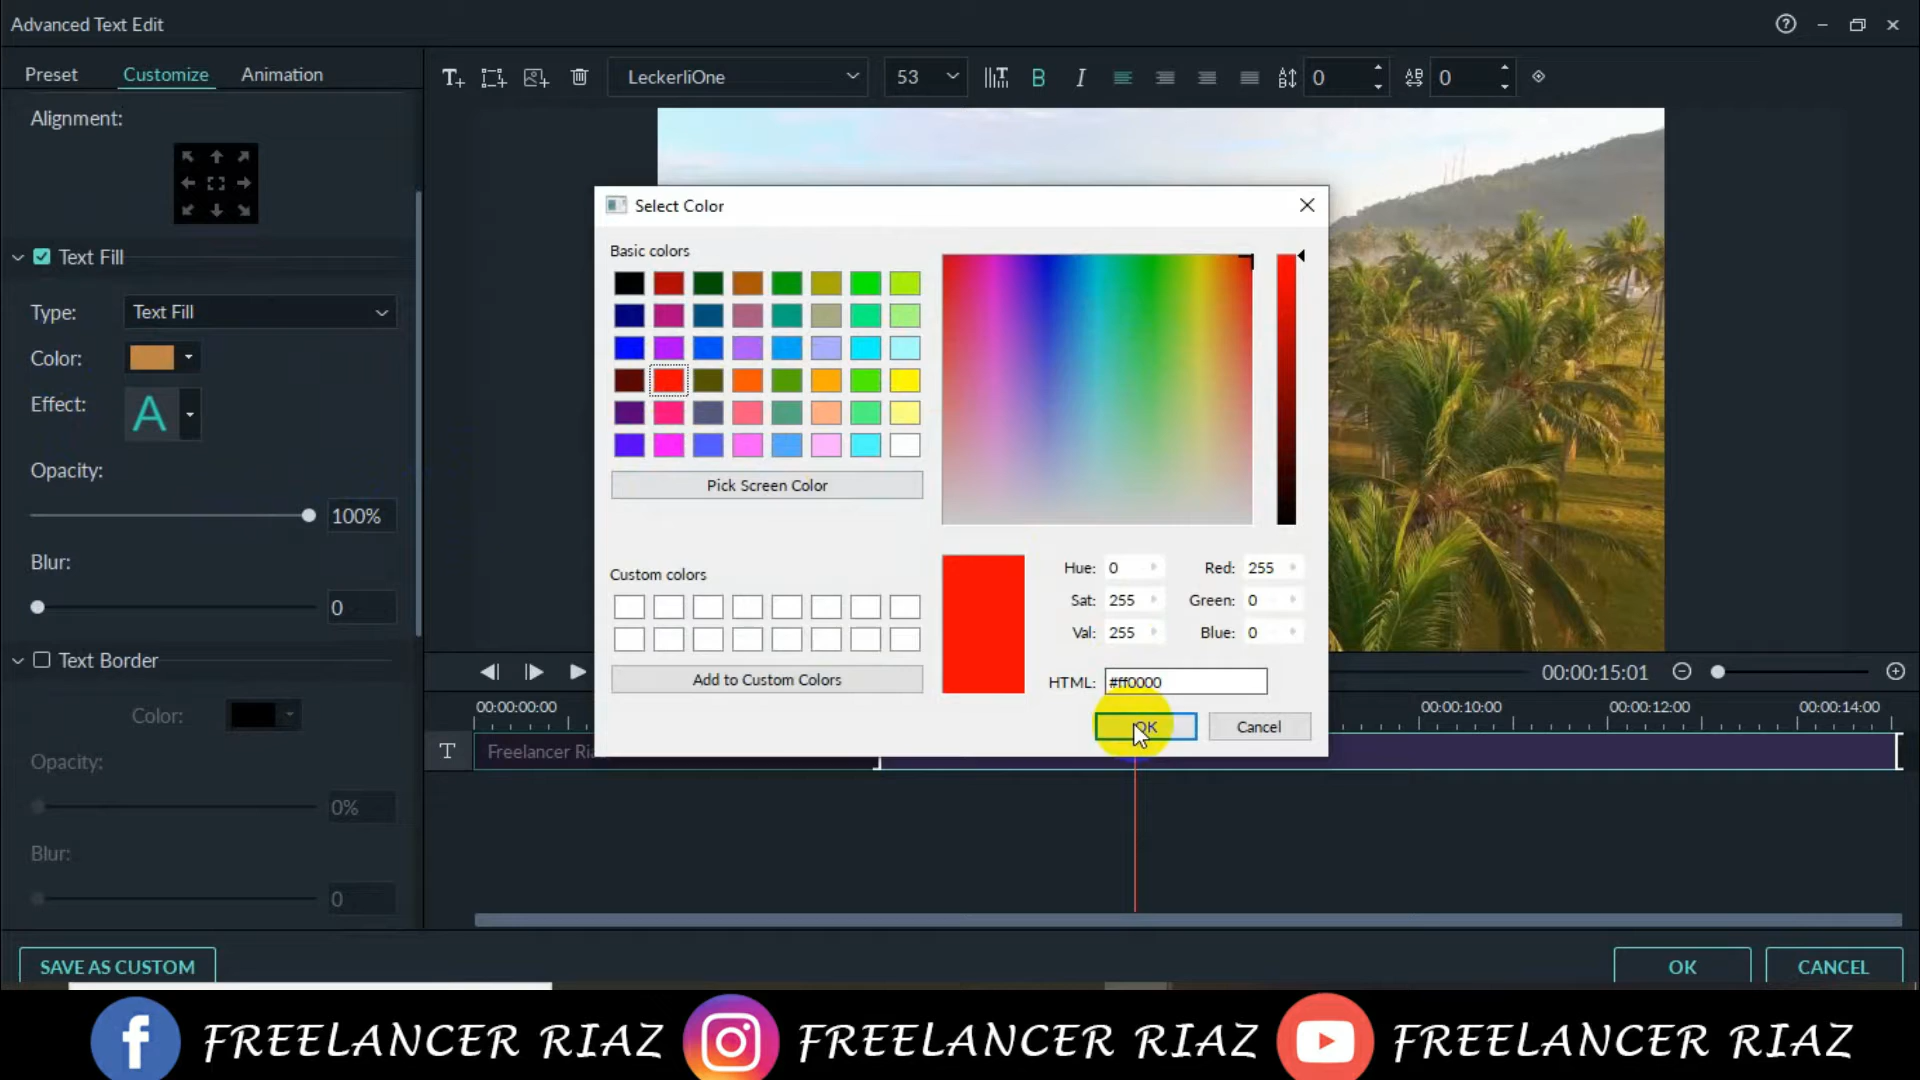 Advanced Text Edit
Preset Customize Animation
LeckerliOne 53 B I 0 0
Alignment:
Text Fill
Type: Text Fill
Color:
Effect: A
Opacity:
100%
Blur:
0
Text Border
Color:
Opacity:
0%
Blur:
0
SAVE AS CUSTOM
Select Color
Basic colors
Pick Screen Color
Custom colors
Add to Custom Colors
Hue: 0 Red: 255
Sat: 255 Green: 0
Val: 255 Blue: 0
HTML: #ff0000
OK Cancel
00:00:15:01
00:00:00:00 00:00:10:00 00:00:12:00 00:00:14:00
T Freelancer Ria
OK CANCEL
FREELANCER RIAZ FREELANCER RIAZ FREELANCER RIAZ